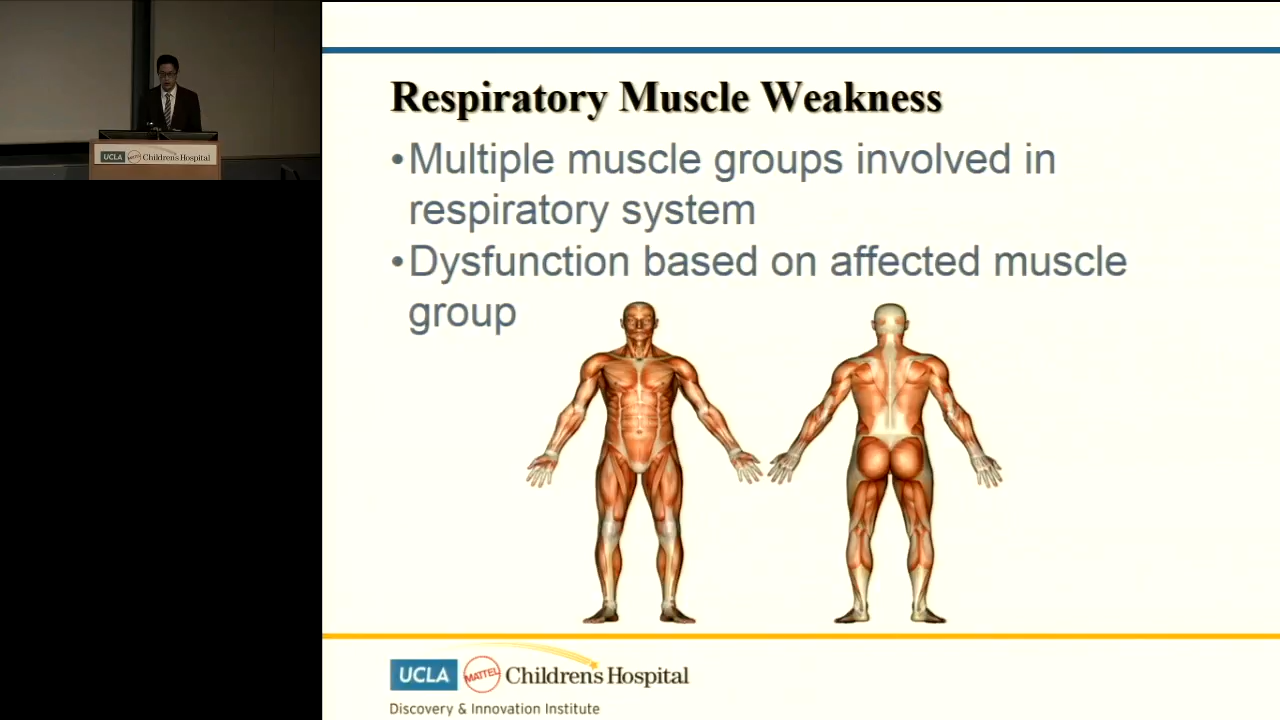 Respiratory Muscle Weakness
•Multiple muscle groups involved in
respiratory system
•Dysfunction based on affected muscle
group
UCLA MATTEL Children's Hospital
Discovery & Innovation Institute
UCLA Children's Hospital